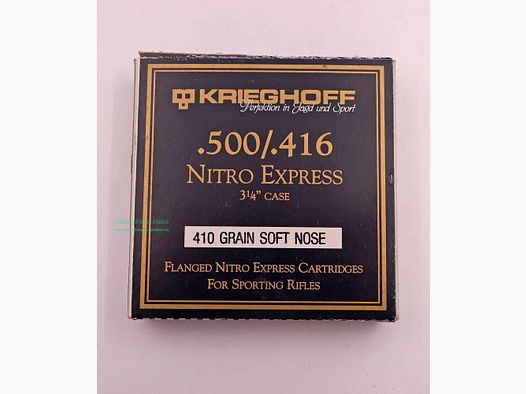 KRIEGHOFF
Perfektion in Jagd und Sport
.500/.416
NITRO EXPRESS
3¼" CASE
410 GRAIN SOFT NOSE
FLANGED NITRO EXPRESS CARTRIDGES
FOR SPORTING RIFLES